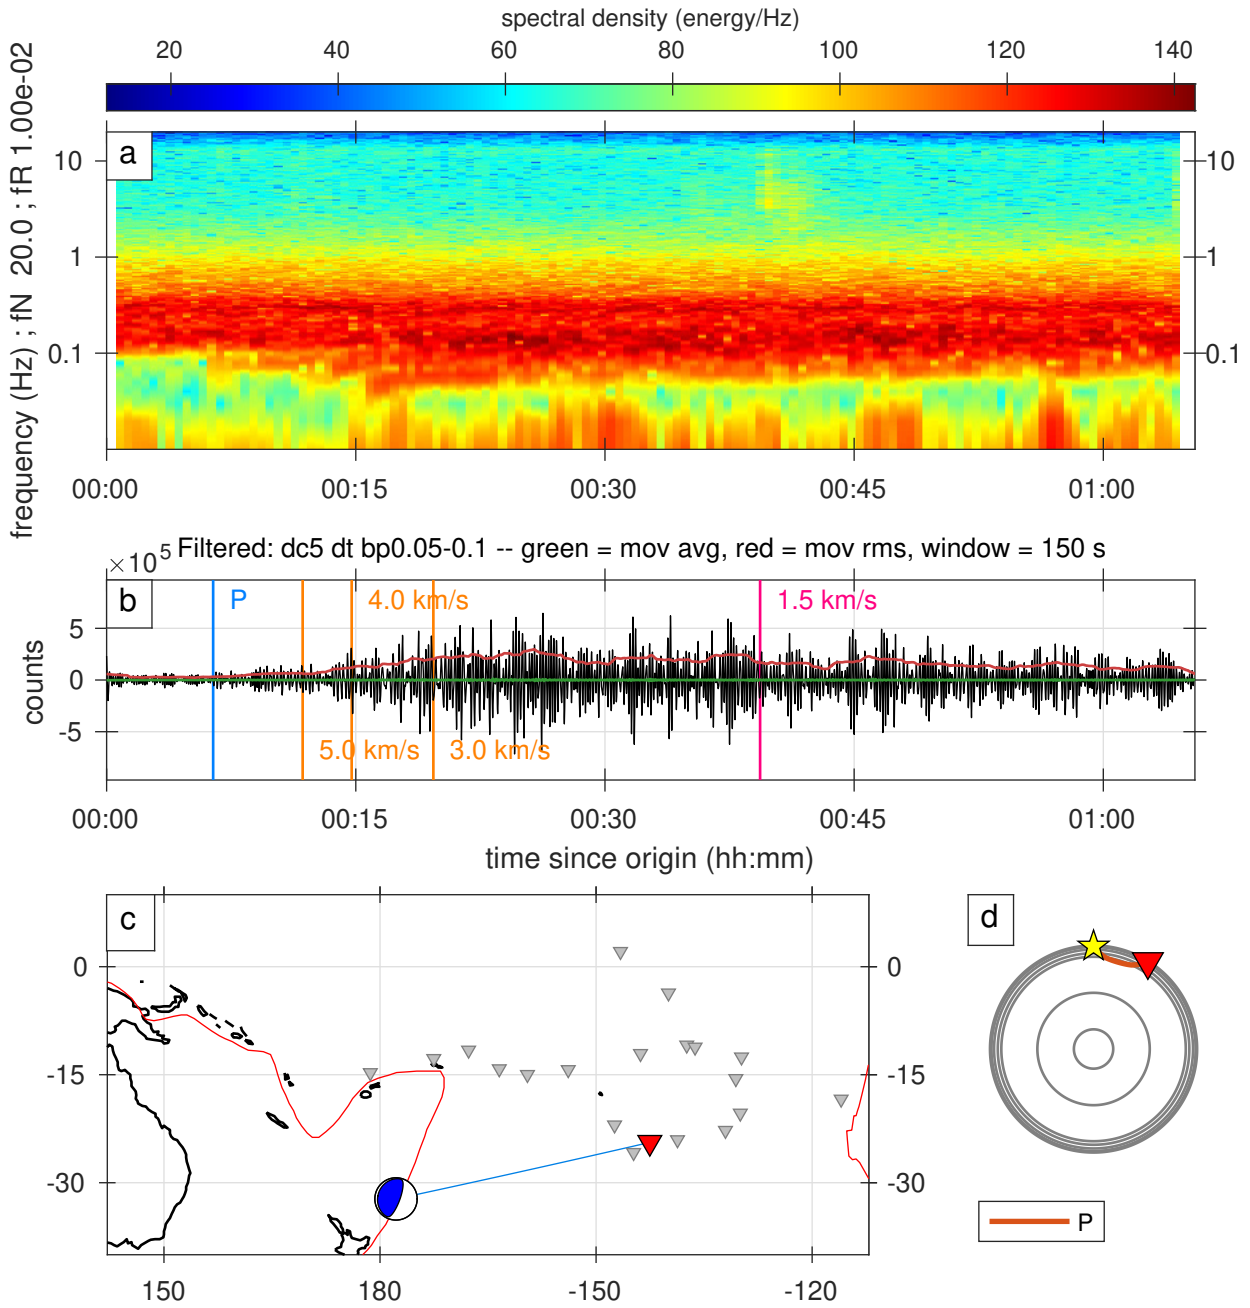 spectral density (energy/Hz)
20 40 60 80 100 120 140
frequency (Hz) ; fN 20.0 ; fR 1.00e-02
a
10 10
1 1
0.1 0.1
00:00 00:15 00:30 00:45 01:00
×10⁵ Filtered: dc5 dt bp0.05-0.1 -- green = mov avg, red = mov rms, window = 150 s
b
P 4.0 km/s 1.5 km/s
counts
5
0
-5
5.0 km/s 3.0 km/s
00:00 00:15 00:30 00:45 01:00
time since origin (hh:mm)
c
d
0 0
-15 -15
-30 -30
150 180 -150 -120
P